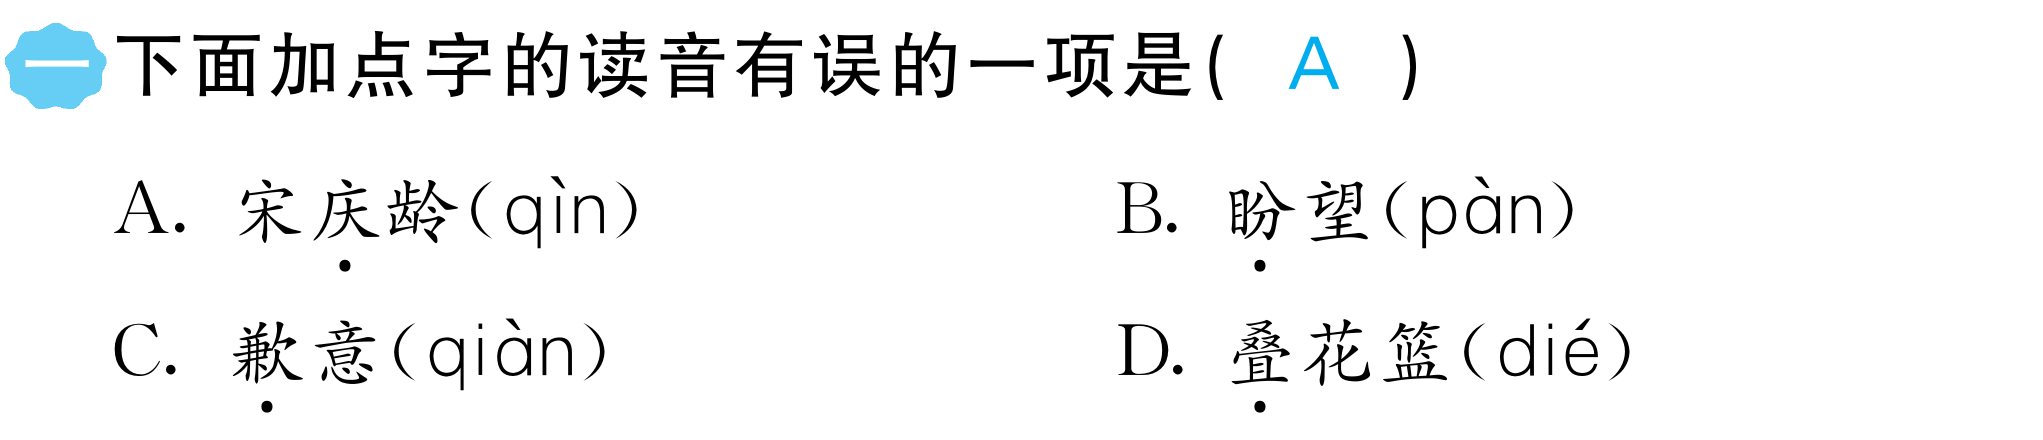 一 下面加点字的读音有误的一项是( A )
A. 宋庆龄(qìn)    B. 盼望(pàn)
C. 歉意(qiàn)    D. 叠花篮(dié)